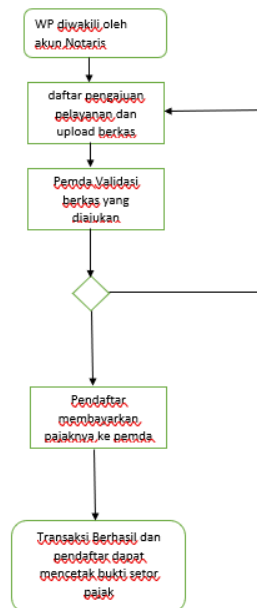 WP diwakili oleh
akun Notaris
daftar pengajuan
pelayanan dan
upload berkas
Pemda Validasi
berkas yang
diajukan
Pendaftar
membayarkan
pajaknya ke pemda
Transaksi Berhasil dan
pendaftar dapat
mencetak bukti setor
pajak